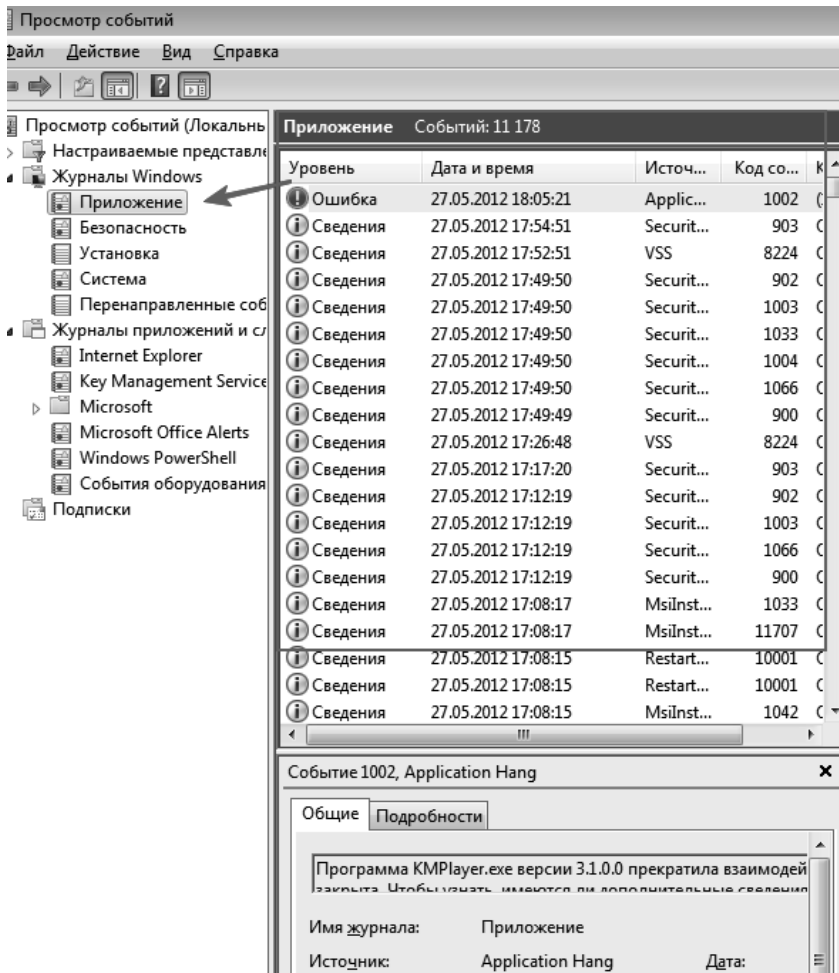 Просмотр событий
Файл Действие Вид Справка
Просмотр событий (Локальнь
Настраиваемые представле
Журналы Windows
Приложение
Безопасность
Установка
Система
Перенаправленные соб
Журналы приложений и сл
Internet Explorer
Key Management Service
Microsoft
Microsoft Office Alerts
Windows PowerShell
События оборудования
Подписки
Приложение Событий: 11 178
Уровень Дата и время Источ... Код со... К
Ошибка 27.05.2012 18:05:21 Applic... 1002 (
Сведения 27.05.2012 17:54:51 Securit... 903 С
Сведения 27.05.2012 17:52:51 VSS 8224 С
Сведения 27.05.2012 17:49:50 Securit... 902 С
Сведения 27.05.2012 17:49:50 Securit... 1003 С
Сведения 27.05.2012 17:49:50 Securit... 1033 С
Сведения 27.05.2012 17:49:50 Securit... 1004 С
Сведения 27.05.2012 17:49:50 Securit... 1066 С
Сведения 27.05.2012 17:49:49 Securit... 900 С
Сведения 27.05.2012 17:26:48 VSS 8224 С
Сведения 27.05.2012 17:17:20 Securit... 903 С
Сведения 27.05.2012 17:12:19 Securit... 902 С
Сведения 27.05.2012 17:12:19 Securit... 1003 С
Сведения 27.05.2012 17:12:19 Securit... 1066 С
Сведения 27.05.2012 17:12:19 Securit... 900 С
Сведения 27.05.2012 17:08:17 MsiInst... 1033 С
Сведения 27.05.2012 17:08:17 MsiInst... 11707 С
Сведения 27.05.2012 17:08:15 Restart... 10001 С
Сведения 27.05.2012 17:08:15 Restart... 10001 С
Сведения 27.05.2012 17:08:15 MsiInst... 1042 С
Событие 1002, Application Hang
Общие Подробности
Программа KMPlayer.exe версии 3.1.0.0 прекратила взаимодей
закрыта. Чтобы узнать, имеются ли дополнительные сведения
Имя журнала: Приложение
Источник: Application Hang Дата: